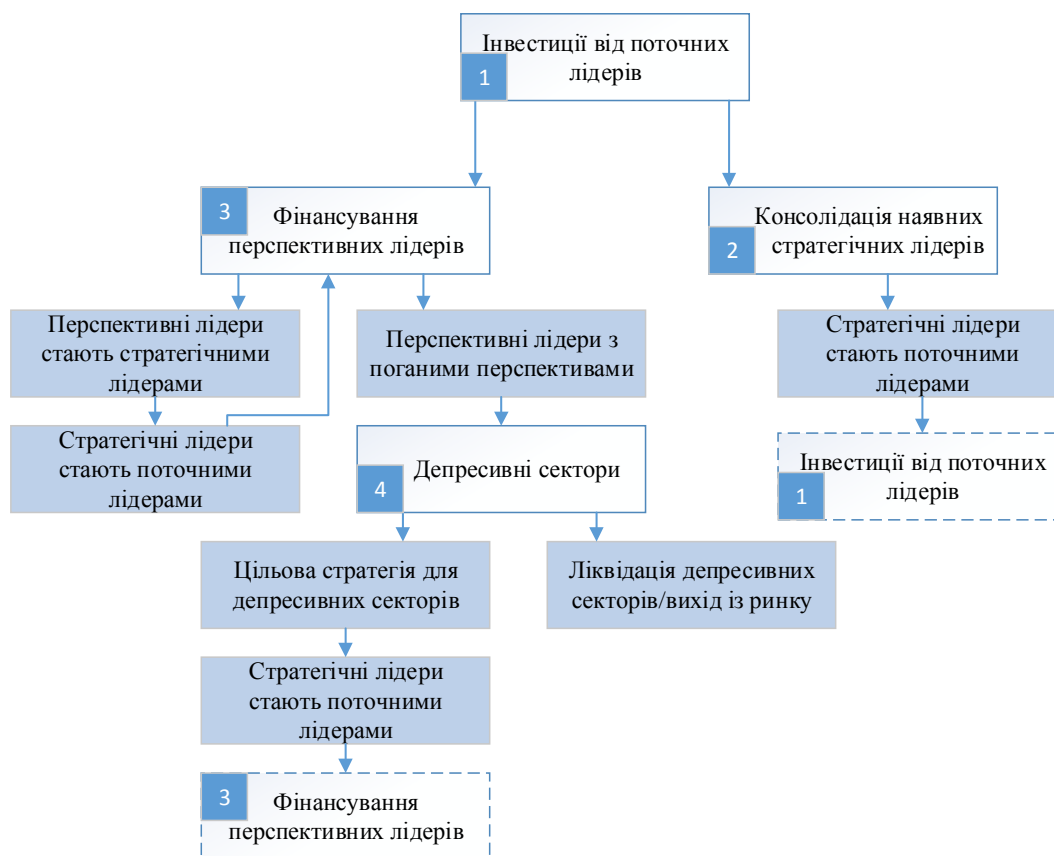 Інвестиції від поточних
лідерів
1
3
Фінансування
перспективних лідерів
Консолідація наявних
стратегічних лідерів
2
Перспективні лідери
стають стратегічними
лідерами
Перспективні лідери з
поганими перспективами
Стратегічні лідери
стають поточними
лідерами
Стратегічні лідери
стають поточними
лідерами
Депресивні сектори
4
Інвестиції від поточних
лідерів
1
Цільова стратегія для
депресивних секторів
Ліквідація депресивних
секторів/вихід із ринку
Стратегічні лідери
стають поточними
лідерами
3
Фінансування
перспективних лідерів